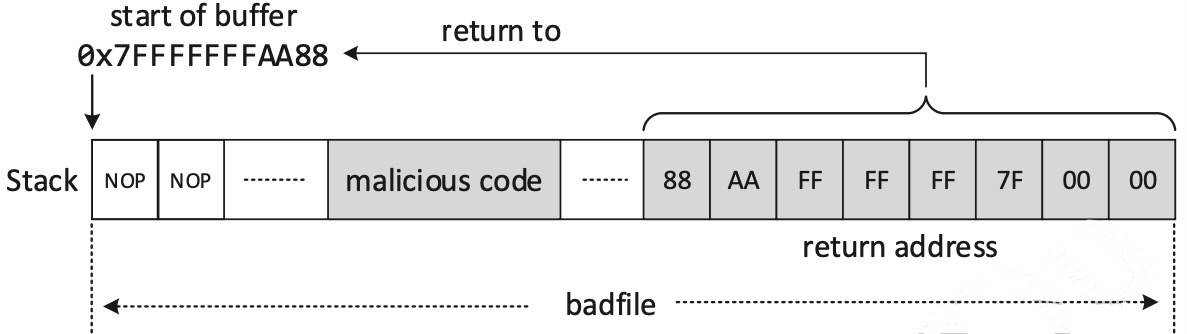 start of buffer
0x7FFFFFFFAA88
return to
Stack NOP NOP malicious code 88 AA FF FF FF 7F 00 00
return address
badfile